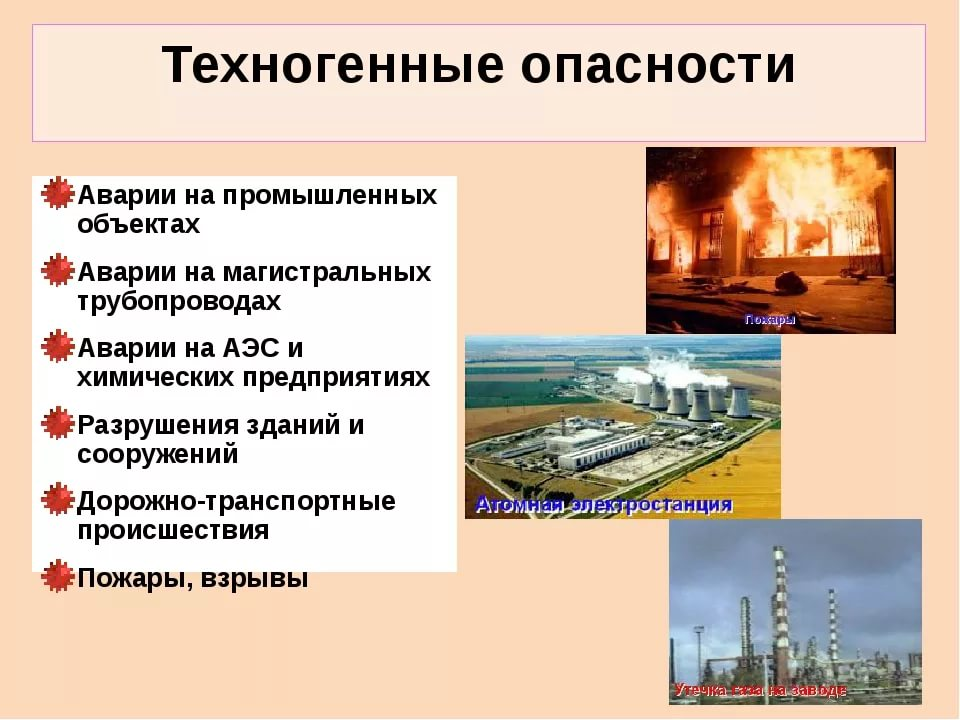 Техногенные опасности
Аварии на промышленных
объектах
Аварии на магистральных
трубопроводах
Аварии на АЭС и
химических предприятиях
Разрушения зданий и
сооружений
Дорожно-транспортные
происшествия
Пожары, взрывы
Пожары
Атомная электростанция
Утечка газа на заводе